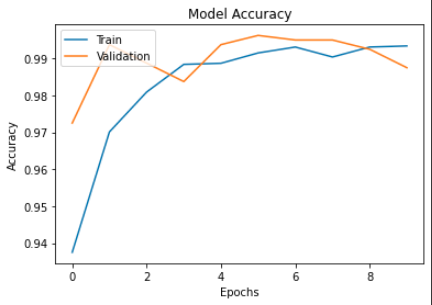 Model Accuracy
Train
Validation
Accuracy
0.99
0.98
0.97
0.96
0.95
0.94
0 2 4 6 8
Epochs